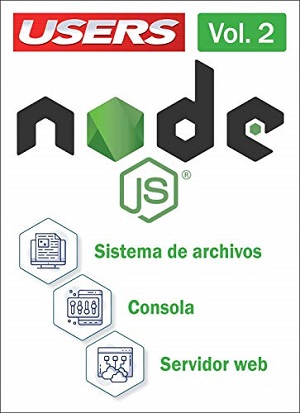 USERS
Vol. 2
node
JS®
Sistema de archivos
Consola
Servidor web